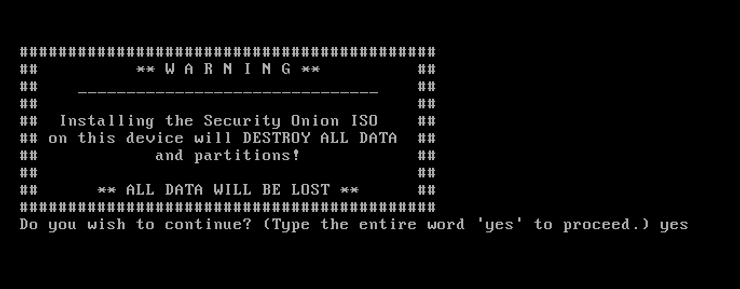 ###########################################
##          ** W A R N I N G **          ##
##    _______________________________    ##
##                                       ##
##  Installing the Security Onion ISO    ##
## on this device will DESTROY ALL DATA  ##
##            and partitions!            ##
##                                       ##
##      ** ALL DATA WILL BE LOST **      ##
###########################################
Do you wish to continue? (Type the entire word 'yes' to proceed.) yes